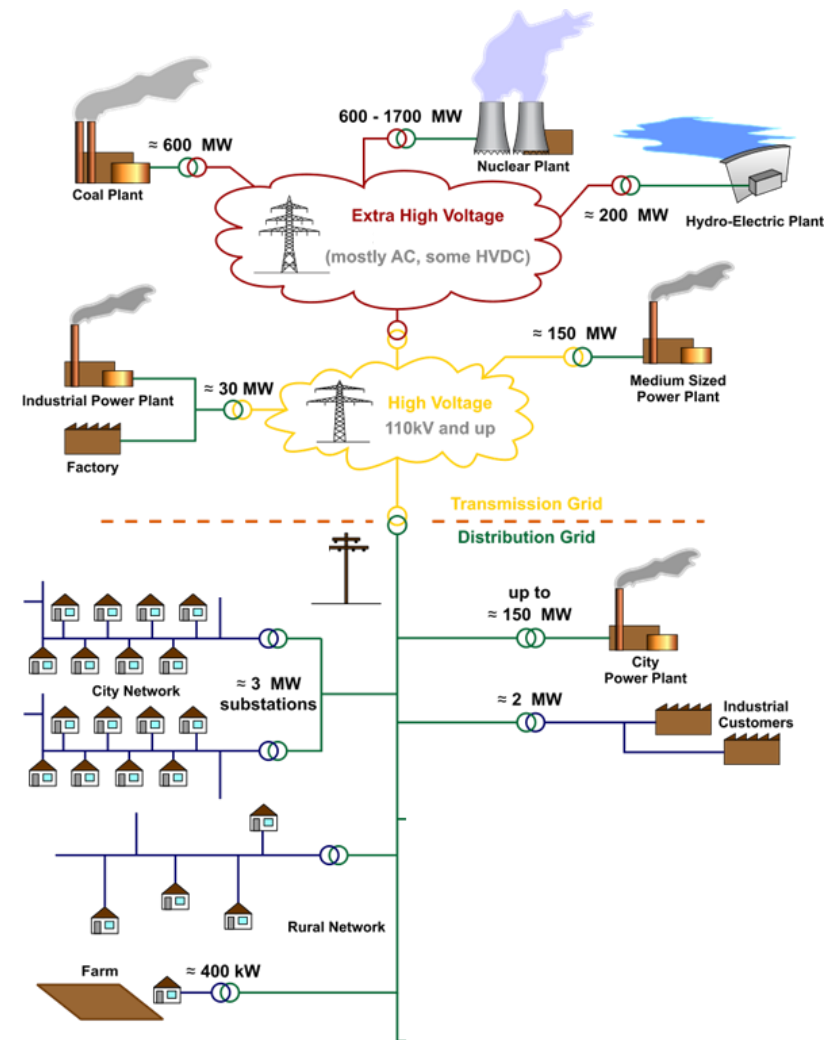 600 - 1700 MW
≈ 600 MW
Nuclear Plant
Coal Plant
Extra High Voltage
≈ 200 MW
Hydro-Electric Plant
(mostly AC, some HVDC)
≈ 150 MW
Industrial Power Plant
≈ 30 MW
Medium Sized
Power Plant
High Voltage
110kV and up
Factory
Transmission Grid
Distribution Grid
up to
≈ 150 MW
City
Power Plant
City Network
≈ 3 MW
substations
≈ 2 MW
Industrial
Customers
Rural Network
Farm
≈ 400 kW